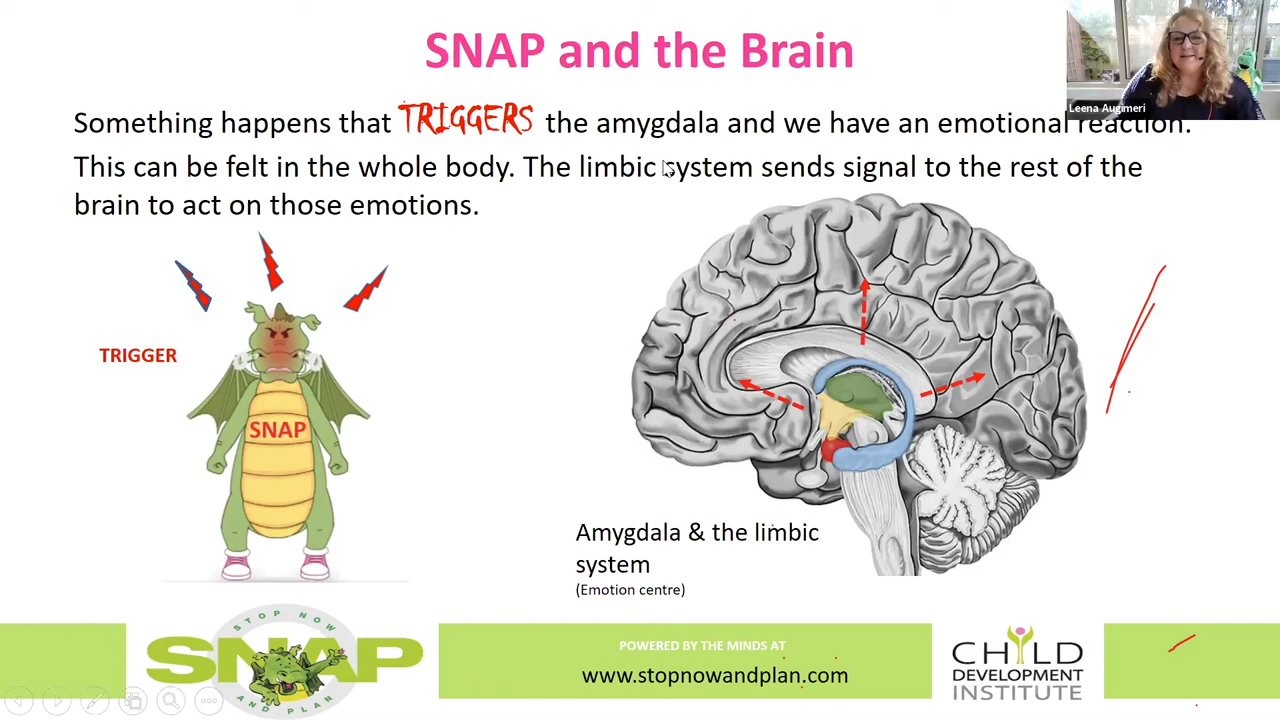 SNAP and the Brain
Leena Augimeri
Something happens that TRIGGERS the amygdala and we have an emotional reaction.
This can be felt in the whole body. The limbic system sends signal to the rest of the
brain to act on those emotions.
TRIGGER
SNAP
Amygdala & the limbic
system
(Emotion centre)
STOP NOW
SNAP
AND PLAN
POWERED BY THE MINDS AT
www.stopnowandplan.com
CHILD
DEVELOPMENT
INSTITUTE